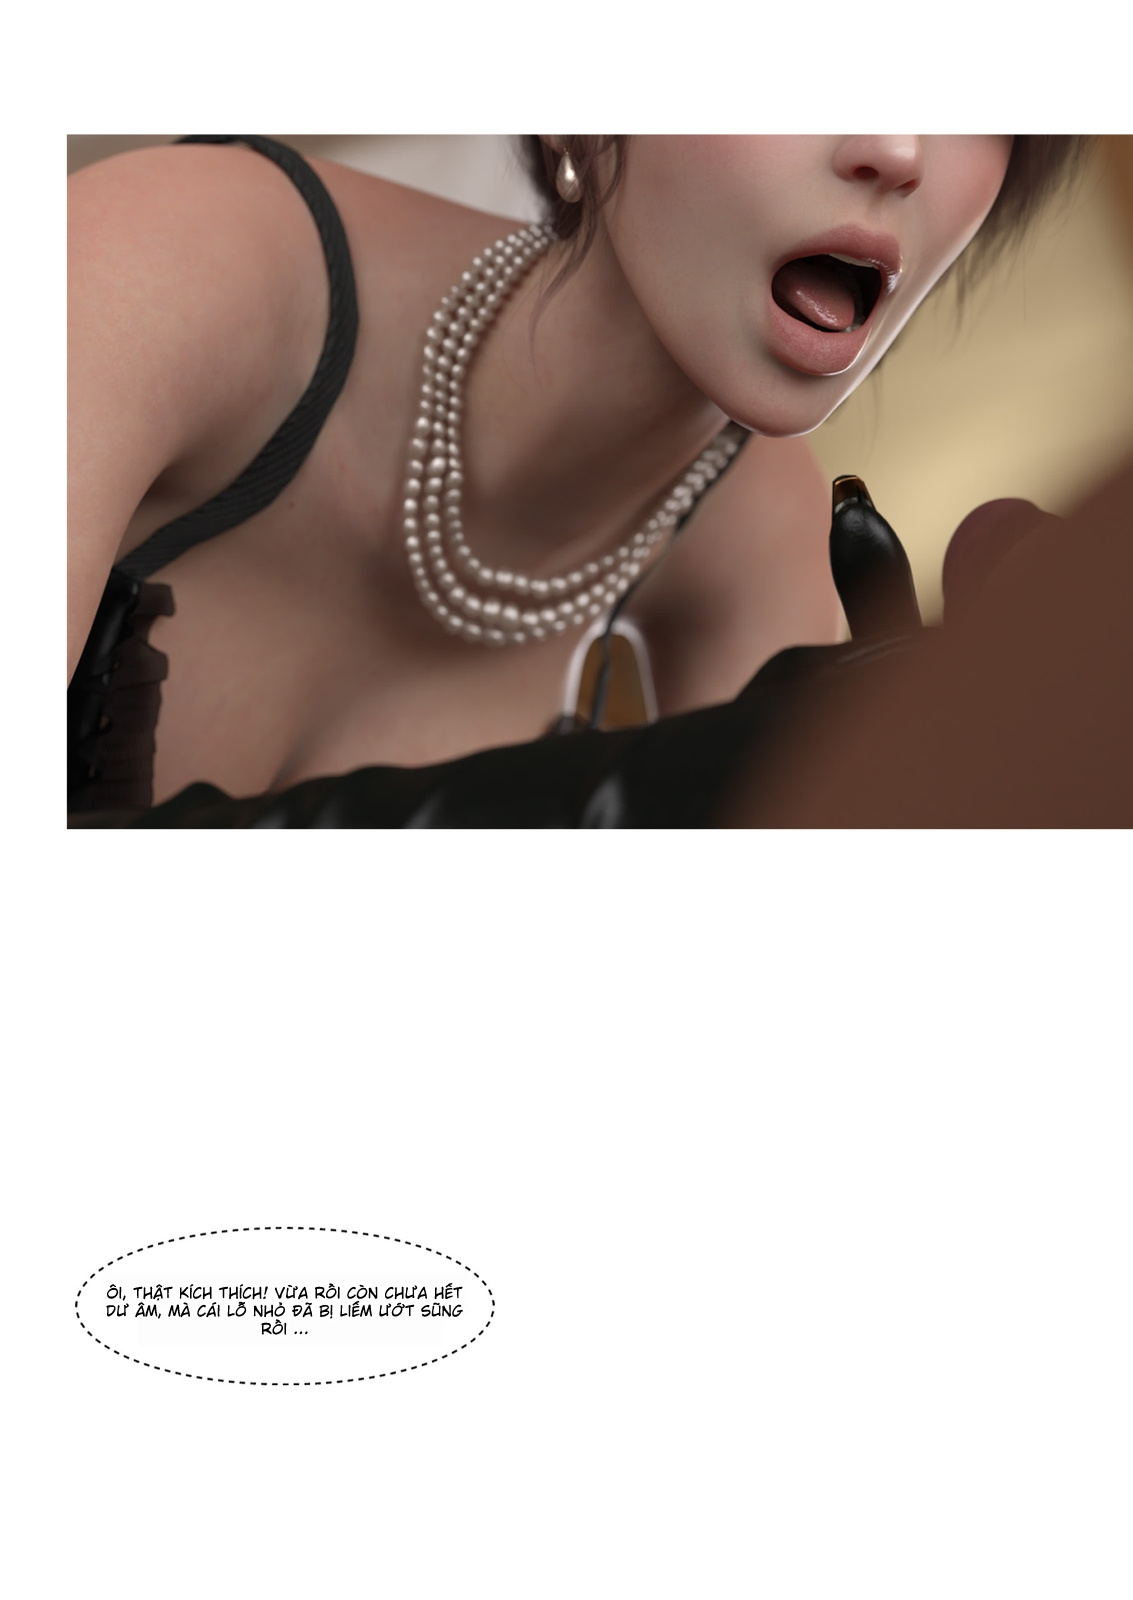 ÔI, THẬT KÍCH THÍCH! VỪA RỒI CÒN CHƯA HẾT
DƯ ÂM, MÀ CÁI LỖ NHỎ ĐÃ BỊ LIẾM ƯỚT SŨNG
RỒI ...